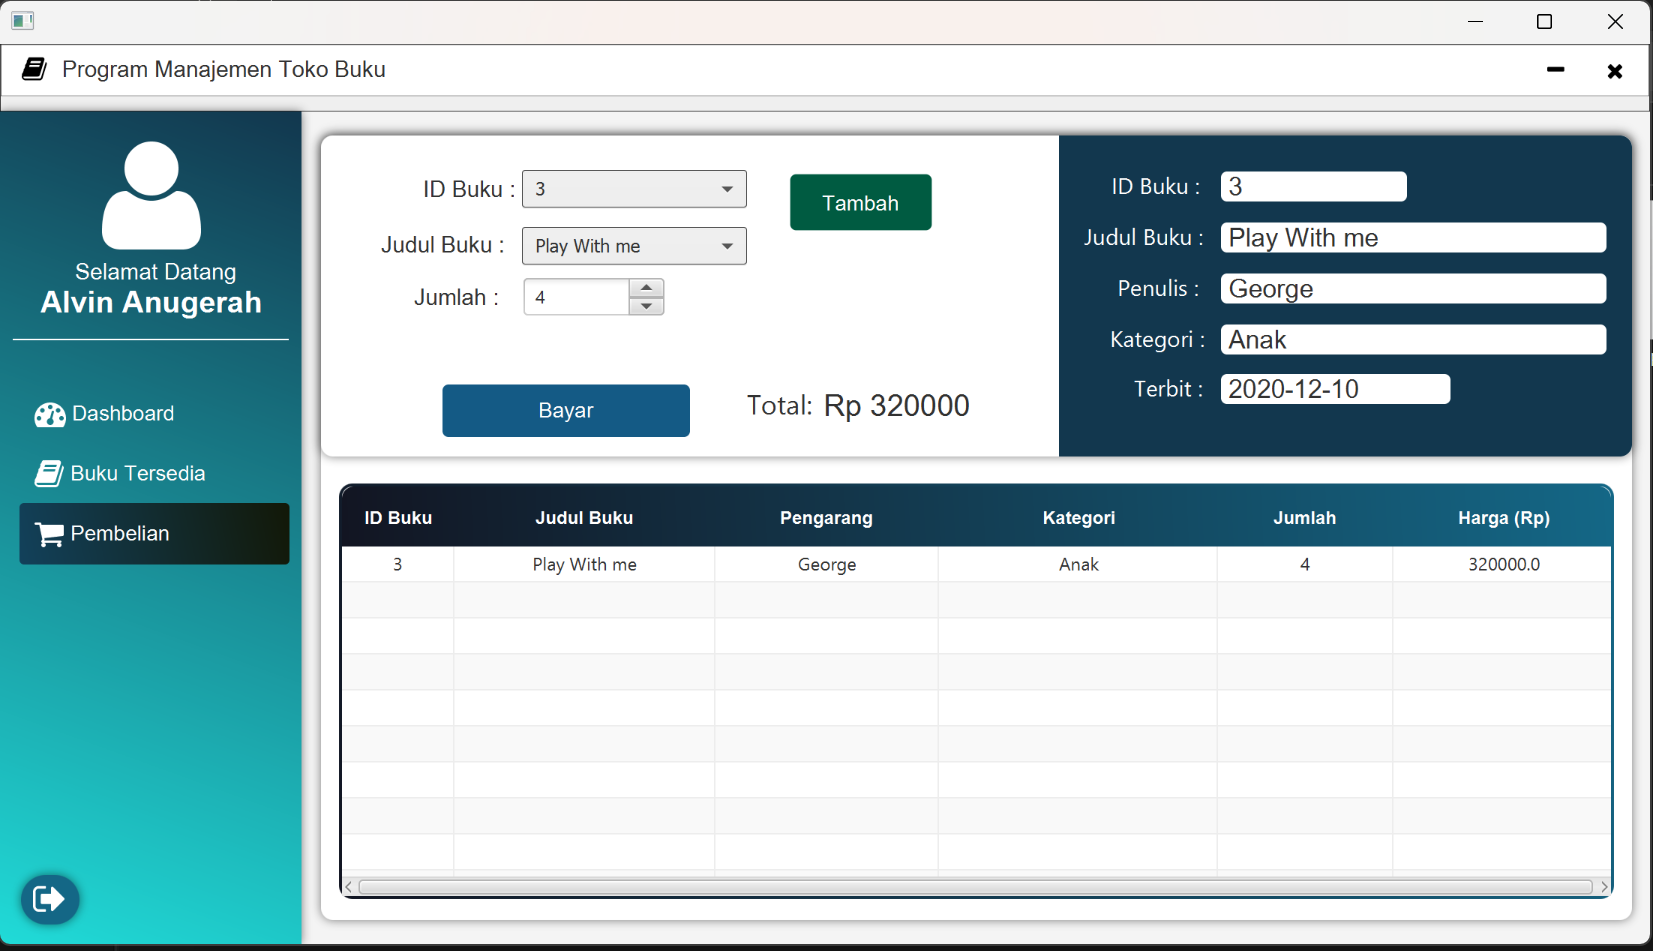 Program Manajemen Toko Buku
Selamat Datang
Alvin Anugerah
Dashboard
Buku Tersedia
Pembelian
ID Buku : 3
Judul Buku : Play With me
Jumlah : 4
Tambah
Bayar
Total: Rp 320000
ID Buku : 3
Judul Buku : Play With me
Penulis : George
Kategori : Anak
Terbit : 2020-12-10
ID Buku Judul Buku Pengarang Kategori Jumlah Harga (Rp)
3 Play With me George Anak 4 320000.0